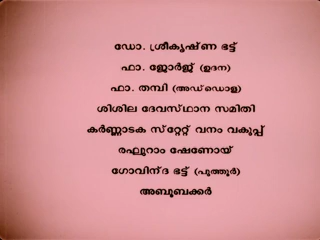 ഡോ. ശ്രീകൃഷ്ണ ഭട്ട്
ഫാ. ജോർജ്ജ് (ഉദന)
ഫാ. തമ്പി (അഡ്ഡൊള)
ശിശില ദേവസ്ഥാന സമിതി
കർണ്ണാടക സ്റ്റേറ്റ് വനം വകുപ്പ്
രഘുറാം ഷേണോയ്
ഗോവിന്ദ ഭട്ട് (പുത്തൂർ)
അബൂബക്കർ